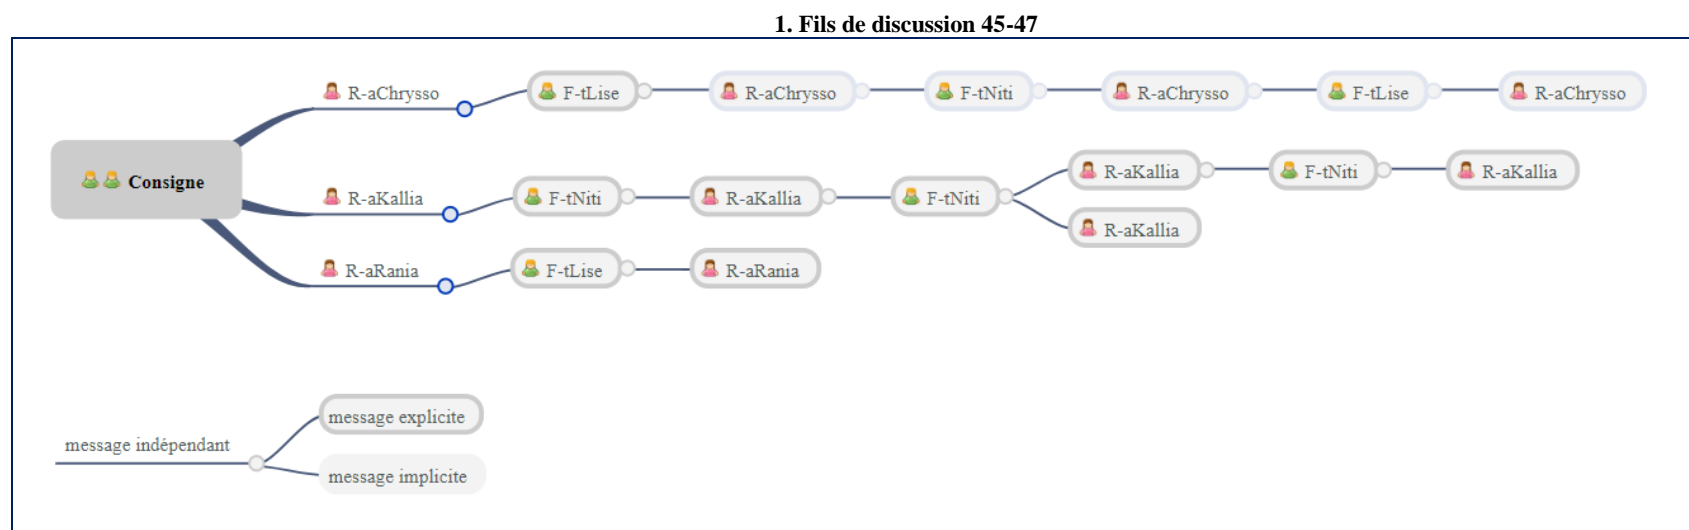 1. Fils de discussion 45-47
R-aChrysso F-tLise R-aChrysso F-tNiti R-aChrysso F-tLise R-aChrysso
Consigne
R-aKallia F-tNiti R-aKallia F-tNiti R-aKallia F-tNiti R-aKallia
R-aKallia
R-aRania F-tLise R-aRania
message indépendant
message explicite
message implicite